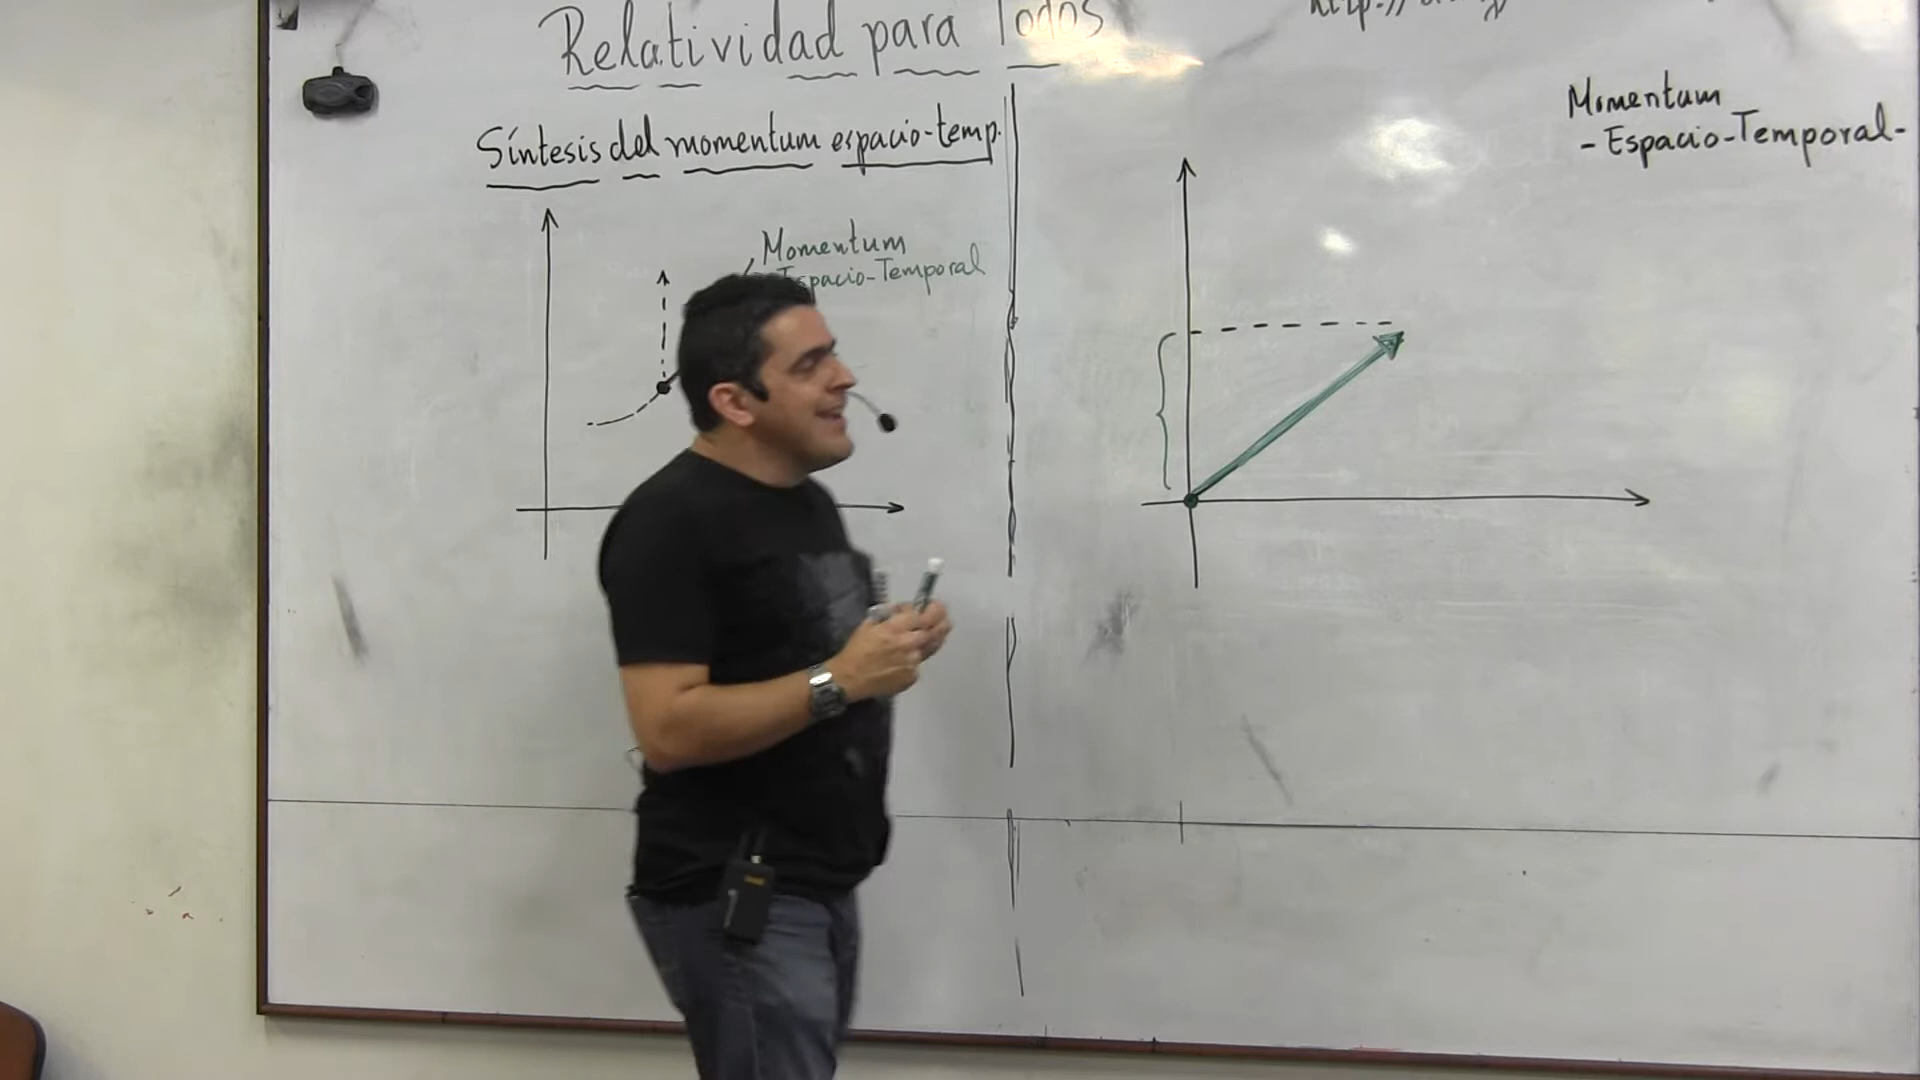 Relatividad para Todos
Síntesis del momentum espacio-temp.
Momentum
Espacio-Temporal
Momentum
- Espacio-Temporal-